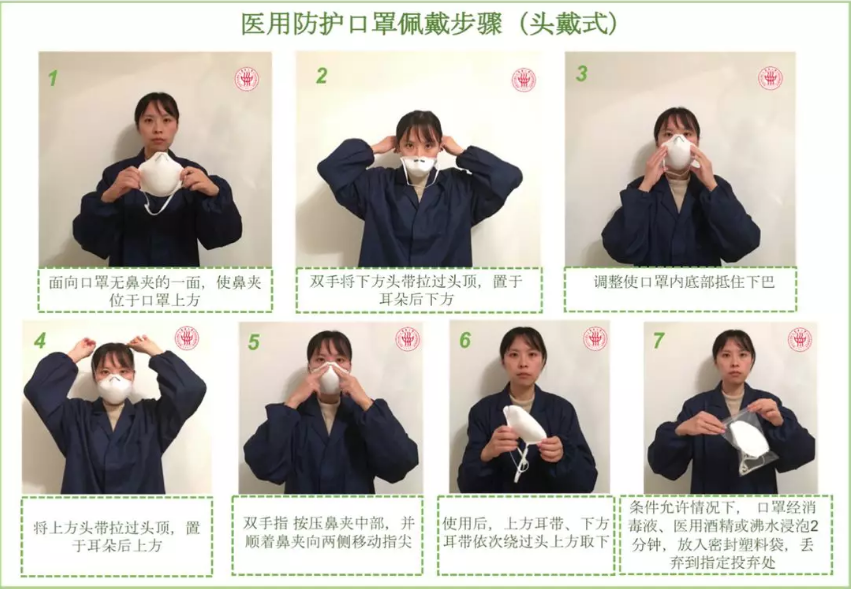 医用防护口罩佩戴步骤（头戴式）
1
2
3
面向口罩无鼻夹的一面，使鼻夹
位于口罩上方
双手将下方头带拉过头顶，置于
耳朵后下方
调整使口罩内底部抵住下巴
4
5
6
7
将上方头带拉过头顶，置
于耳朵后上方
双手指 按压鼻夹中部，并
顺着鼻夹向两侧移动指尖
使用后，上方耳带、下方
耳带依次绕过头上方取下
条件允许情况下， 口罩经消
毒液、医用酒精或沸水浸泡2
分钟，放入密封塑料袋，丢
弃到指定投弃处